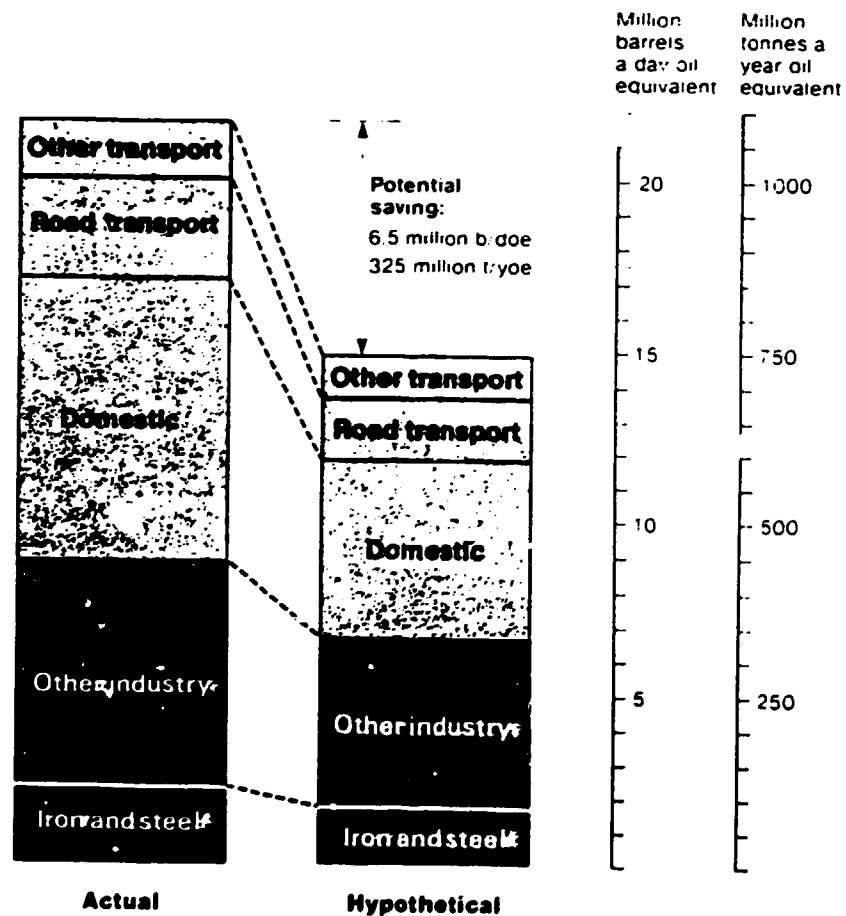 Million
barrels
a day oil
equivalent
Million
tonnes a
year oil
equivalent
Other transport
Road transport
Domestic
Other industry
Iron and steel
Actual
Potential
saving:
6.5 million b/doe
325 million t/yoe
Other transport
Road transport
Domestic
Other industry
Iron and steel
Hypothetical
20
15
10
5
1000
750
500
250